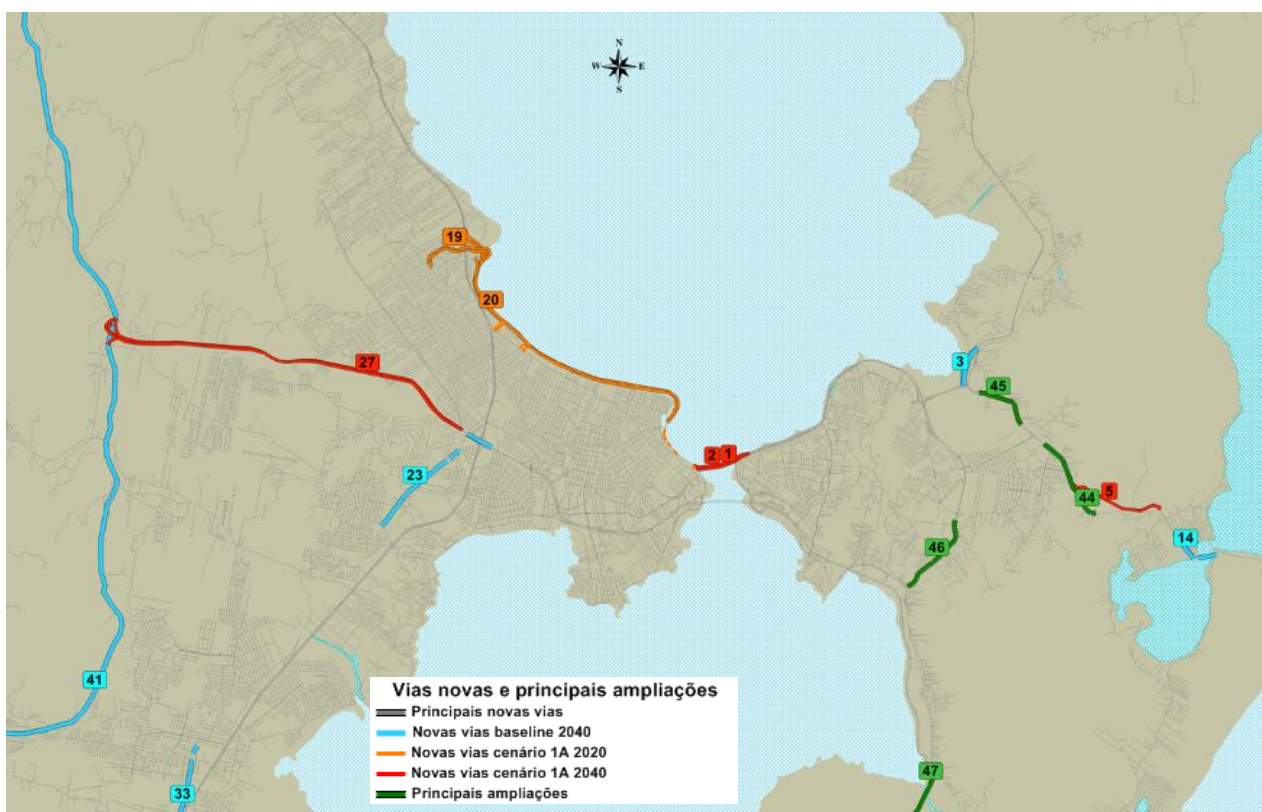 N
W E
S
19
20
3
27
45
2 1
23
44 5
14
46
41
47
33
Vias novas e principais ampliações
Principais novas vias
Novas vias baseline 2040
Novas vias cenário 1A 2020
Novas vias cenário 1A 2040
Principais ampliações